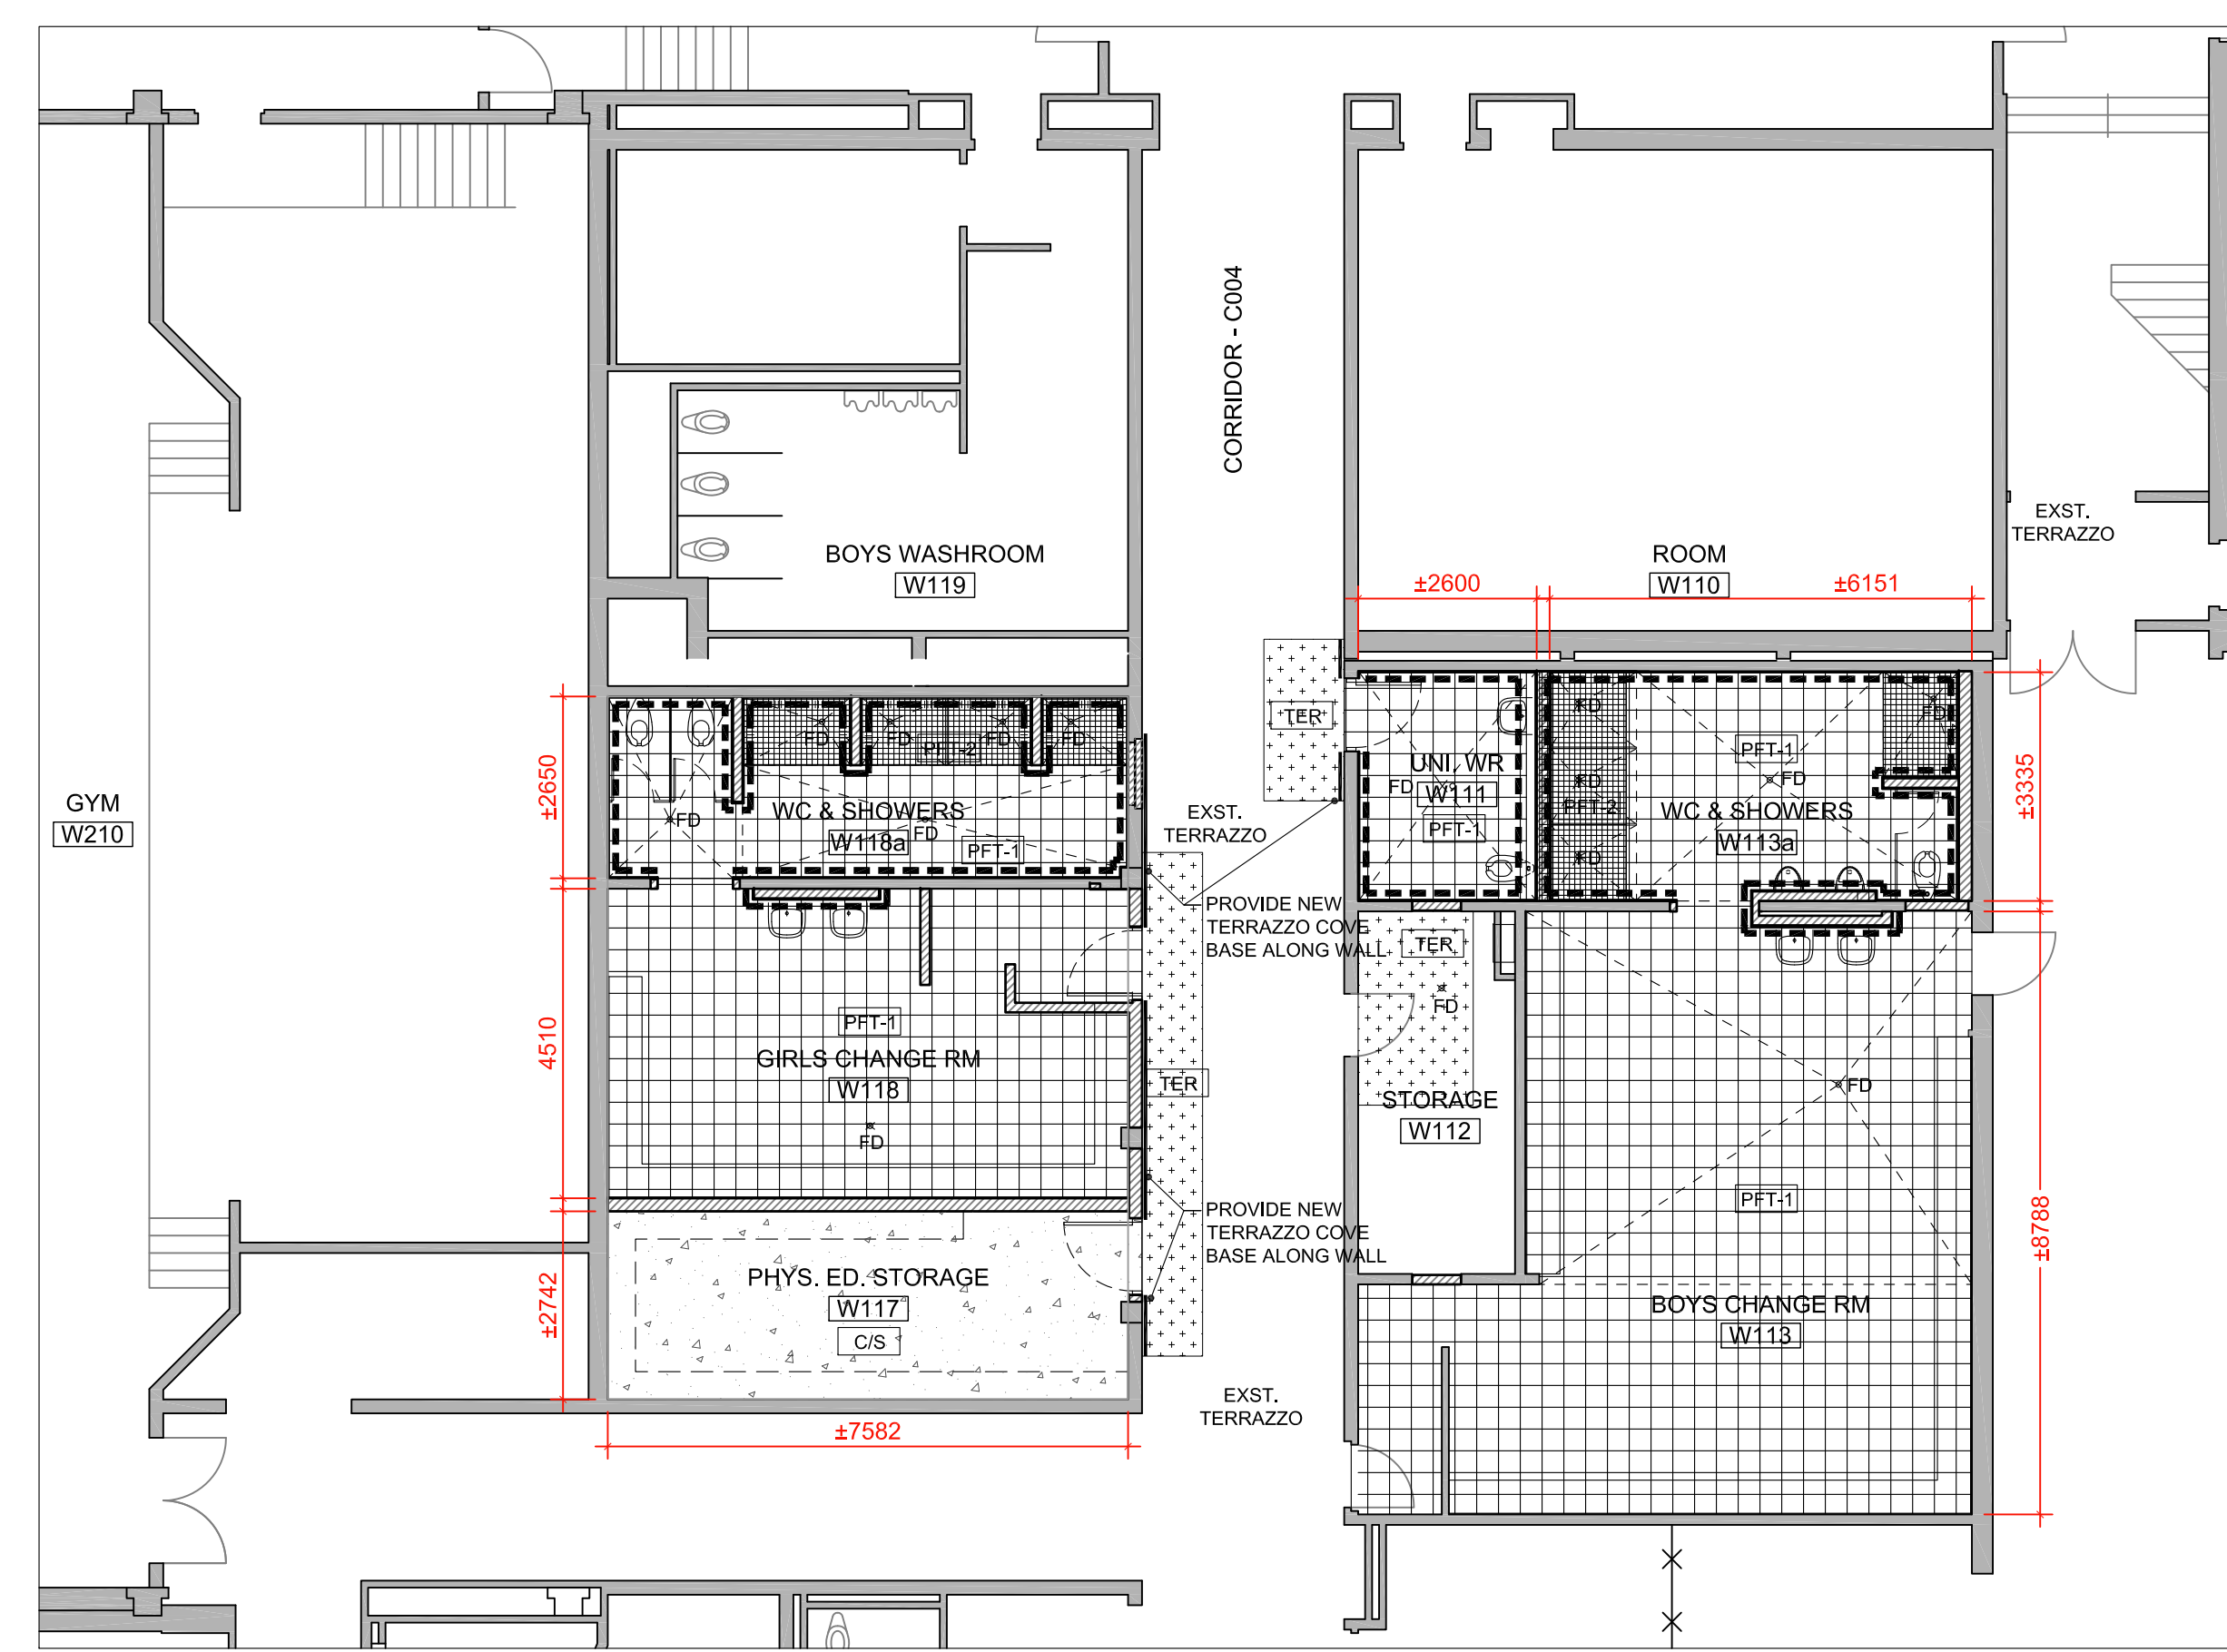 CORRIDOR - C004
BOYS WASHROOM
W119
ROOM
W110
±2600
±6151
EXST.
TERRAZZO
GYM
W210
±2650
4510
±2742
±7582
FD
FD
FD
FD
PFT-2
FD
WC & SHOWERS
W118a
FD
PFT-1
TER
EXST.
TERRAZZO
UNI. WR
W111
FD
PFT-1
FD
FD
PFT-2
FD
PFT-1
FD
FD
WC & SHOWERS
W113a
±3335
±8788
PROVIDE NEW
TERRAZZO COVE
BASE ALONG WALL
TER
FD
PFT-1
GIRLS CHANGE RM
W118
FD
TER
STORAGE
W112
FD
PFT-1
BOYS CHANGE RM
W113
PROVIDE NEW
TERRAZZO COVE
BASE ALONG WALL
PHYS. ED. STORAGE
W117
C/S
EXST.
TERRAZZO